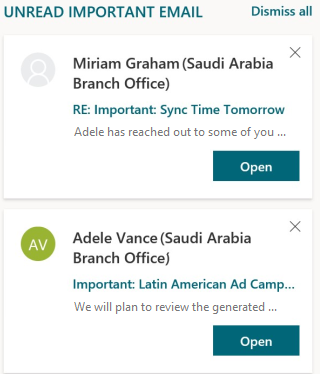 UNREAD IMPORTANT EMAIL Dismiss all
Miriam Graham (Saudi Arabia
Branch Office)
RE: Important: Sync Time Tomorrow
Adele has reached out to some of you ...
Open
AV
Adele Vance (Saudi Arabia
Branch Office)
Important: Latin American Ad Camp...
We will plan to review the generated ...
Open